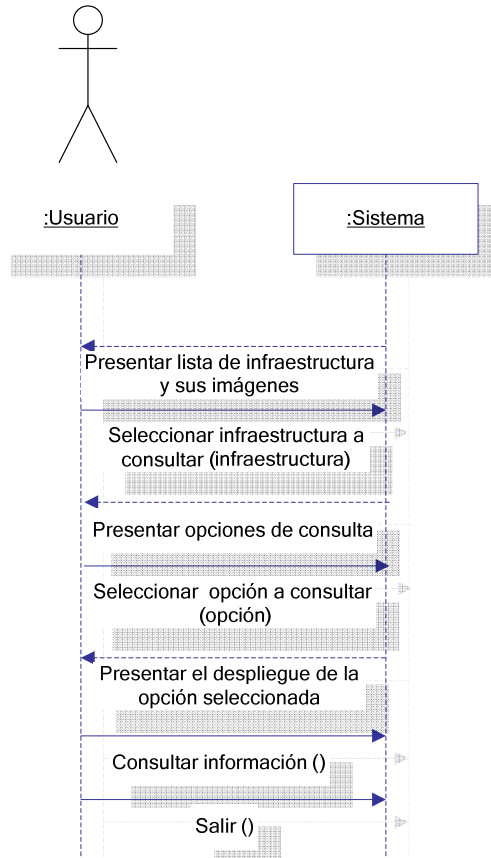 :Usuario
:Sistema
Presentar lista de infraestructura
y sus imágenes
Seleccionar infraestructura a
consultar (infraestructura)
Presentar opciones de consulta
Seleccionar opción a consultar
(opción)
Presentar el despliegue de la
opción seleccionada
Consultar información ()
Salir ()